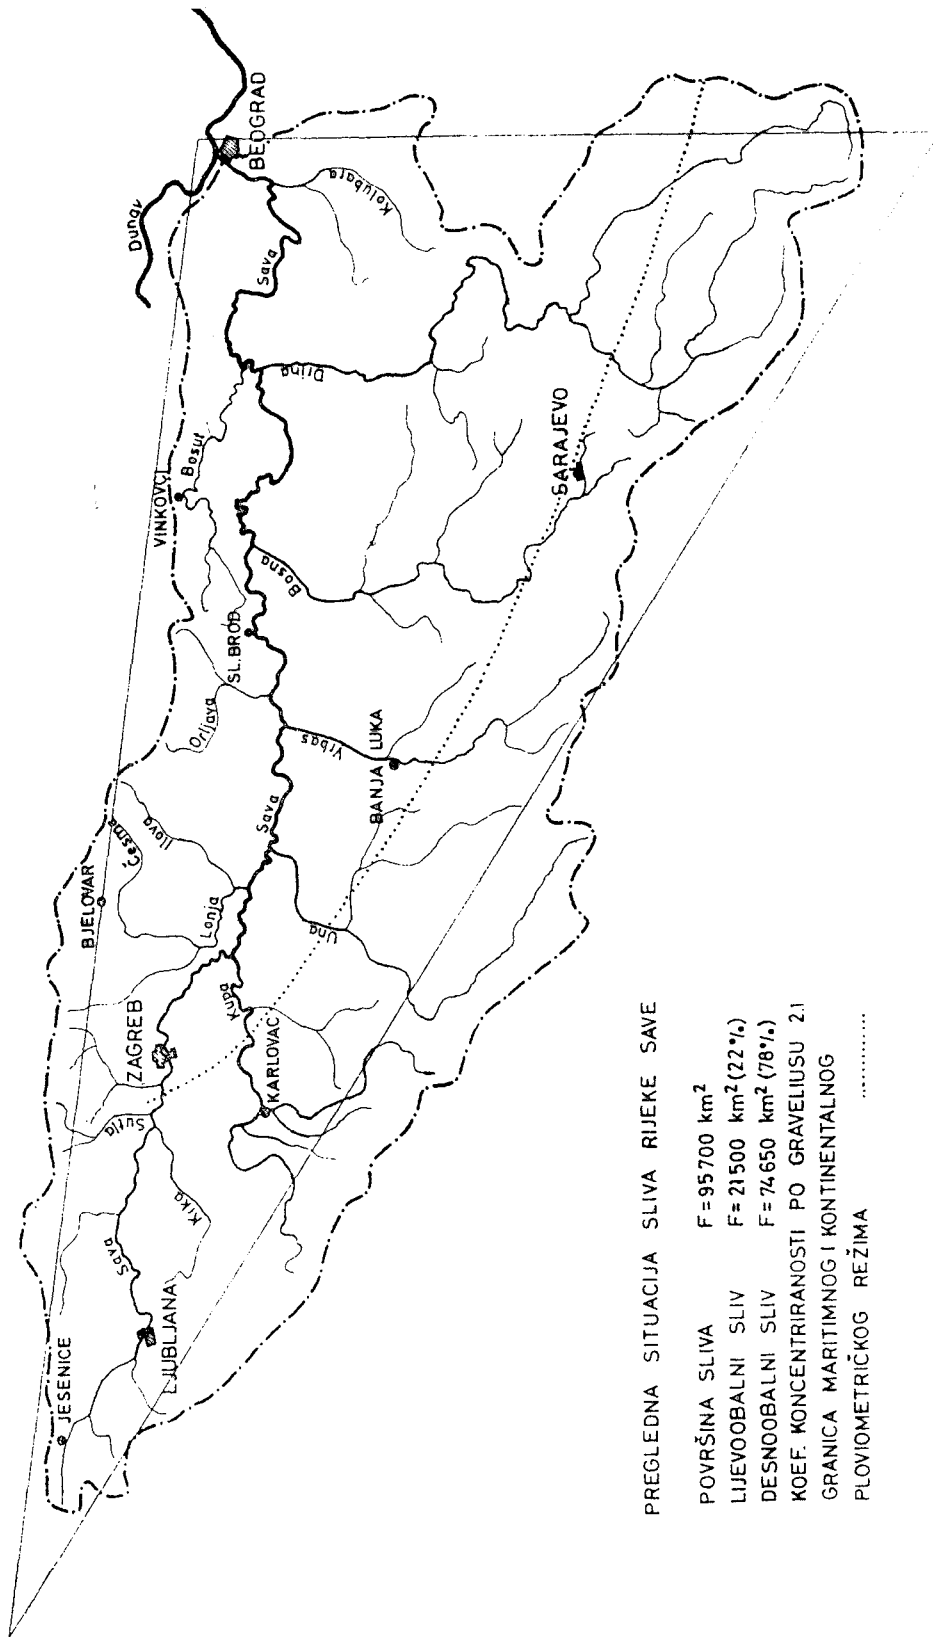 Dunav
BEOGRAD
Kolubara
Sava
Drina
VINKOVCI
Bosut
SARAJEVO
Bosna
SL. BROD
Orljava
Vrbas
BANJA LUKA
Sava
Ilova
Česma
BJELOVAR
Lonja
Una
Kupa
ZAGREB
KARLOVAC
Sutla
Krka
Sava
LJUBLJANA
JESENICE
PREGLEDNA SITUACIJA SLIVA RIJEKE SAVE
POVRŠINA SLIVA F = 95700 km²
LIJEVOOBALNI SLIV F = 21500 km² (22%)
DESNOOBALNI SLIV F = 74650 km² (78%)
KOEF. KONCENTRIRANOSTI PO GRAVELIUSU 2.1
GRANICA MARITIMNOG I KONTINENTALNOG
PLOVIOMETRIČKOG REŽIMA ............